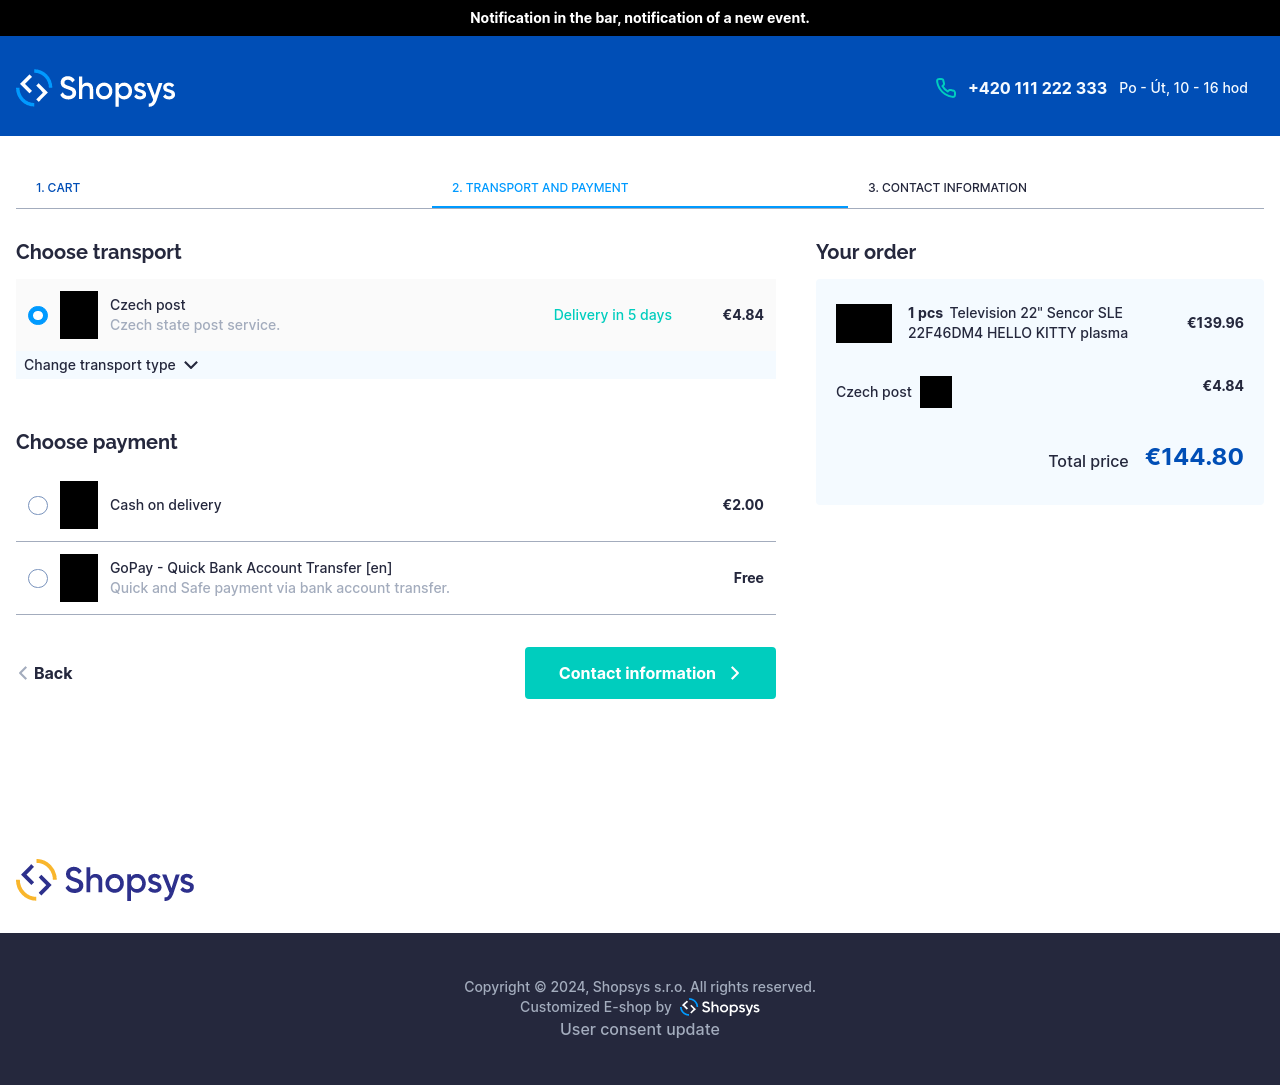 Notification in the bar, notification of a new event.
Shopsys
+420 111 222 333 Po - Út, 10 - 16 hod
1. CART
2. TRANSPORT AND PAYMENT
3. CONTACT INFORMATION
Choose transport
Czech post
Czech state post service.
Delivery in 5 days
€4.84
Change transport type
Choose payment
Cash on delivery
€2.00
GoPay - Quick Bank Account Transfer [en]
Quick and Safe payment via bank account transfer.
Free
Back
Contact information
Your order
1 pcs Television 22" Sencor SLE
22F46DM4 HELLO KITTY plasma
€139.96
Czech post
€4.84
Total price €144.80
Shopsys
Copyright © 2024, Shopsys s.r.o. All rights reserved.
Customized E-shop by Shopsys
User consent update